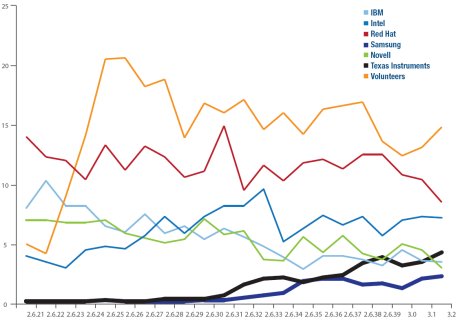 25
20
15
10
5
0
IBM
Intel
Red Hat
Samsung
Novell
Texas Instruments
Volunteers
2.6.21 2.6.22 2.6.23 2.6.24 2.6.25 2.6.26 2.6.27 2.6.28 2.6.29 2.6.30 2.6.31 2.6.32 2.6.33 2.6.34 2.6.35 2.6.36 2.6.37 2.6.38 2.6.39 3.0 3.1 3.2